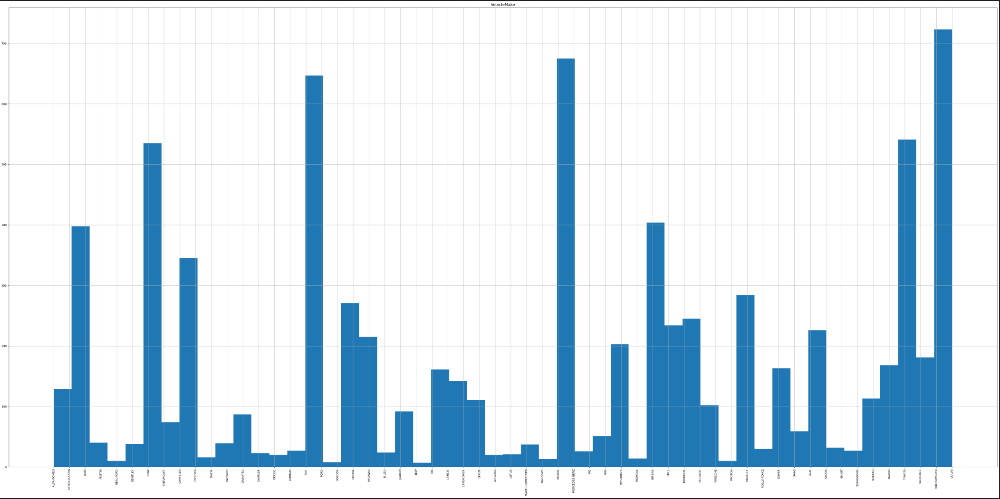 VehicleMake
700
600
500
400
300
200
100
0
ALFA ROMEO
ASTON MARTIN
AUDI
AUSTIN
BEAUFORD
BENTLEY
BMW
CHEVROLET
CHRYSLER
CITROEN
DACIA
DAEWOO
DAIHATSU
DAIMLER
DODGE
FERRARI
FIAT
FORD
HOLDEN
HONDA
HYUNDAI
ISUZU
JAGUAR
JEEP
KIA
LANCIA
LANDROVER
LEXUS
LEYLAND
LOTUS
MAKE UNSPECIFIED
MASERATI
MAZDA
MERCEDES BENZ
MG
MINI
MITSUBISHI
MORGAN
NISSAN
OPEL
PERODUA
PEUGEOT
PORSCHE
PROTON
RENAULT
ROLLS ROYCE
ROVER
SAAB
SEAT
SKODA
SMART
SSANGYONG
SUBARU
SUZUKI
TOYOTA
VAUXHALL
VOLKSWAGEN
VOLVO